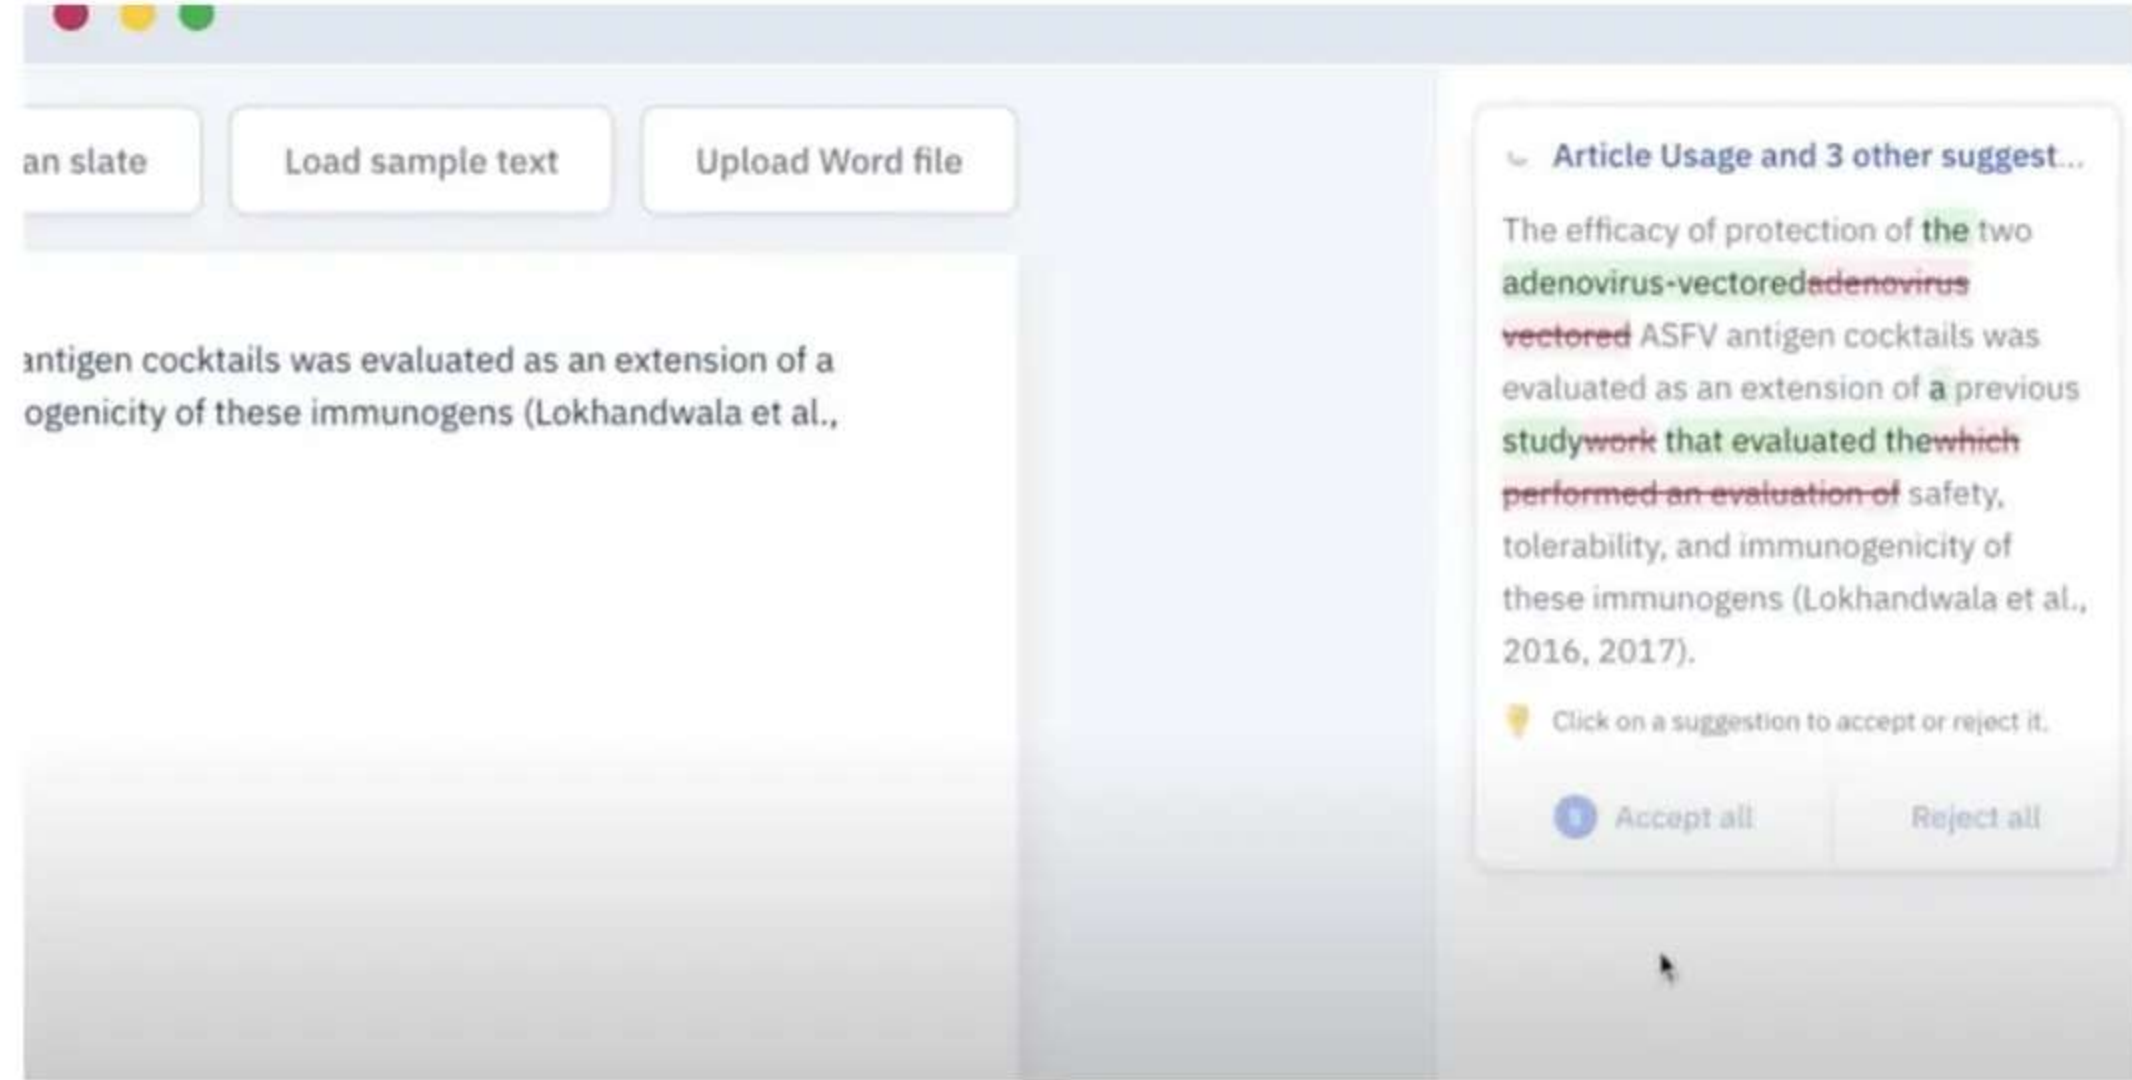 an slate
Load sample text
Upload Word file
antigen cocktails was evaluated as an extension of a
ogenicity of these immunogens (Lokhandwala et al.,
Article Usage and 3 other suggest...
The efficacy of protection of the two
adenovirus-vectoredadenovirus
vectored ASFV antigen cocktails was
evaluated as an extension of a previous
studywork that evaluated thewhich
performed an evaluation of safety,
tolerability, and immunogenicity of
these immunogens (Lokhandwala et al.,
2016, 2017).
Click on a suggestion to accept or reject it.
Accept all
Reject all